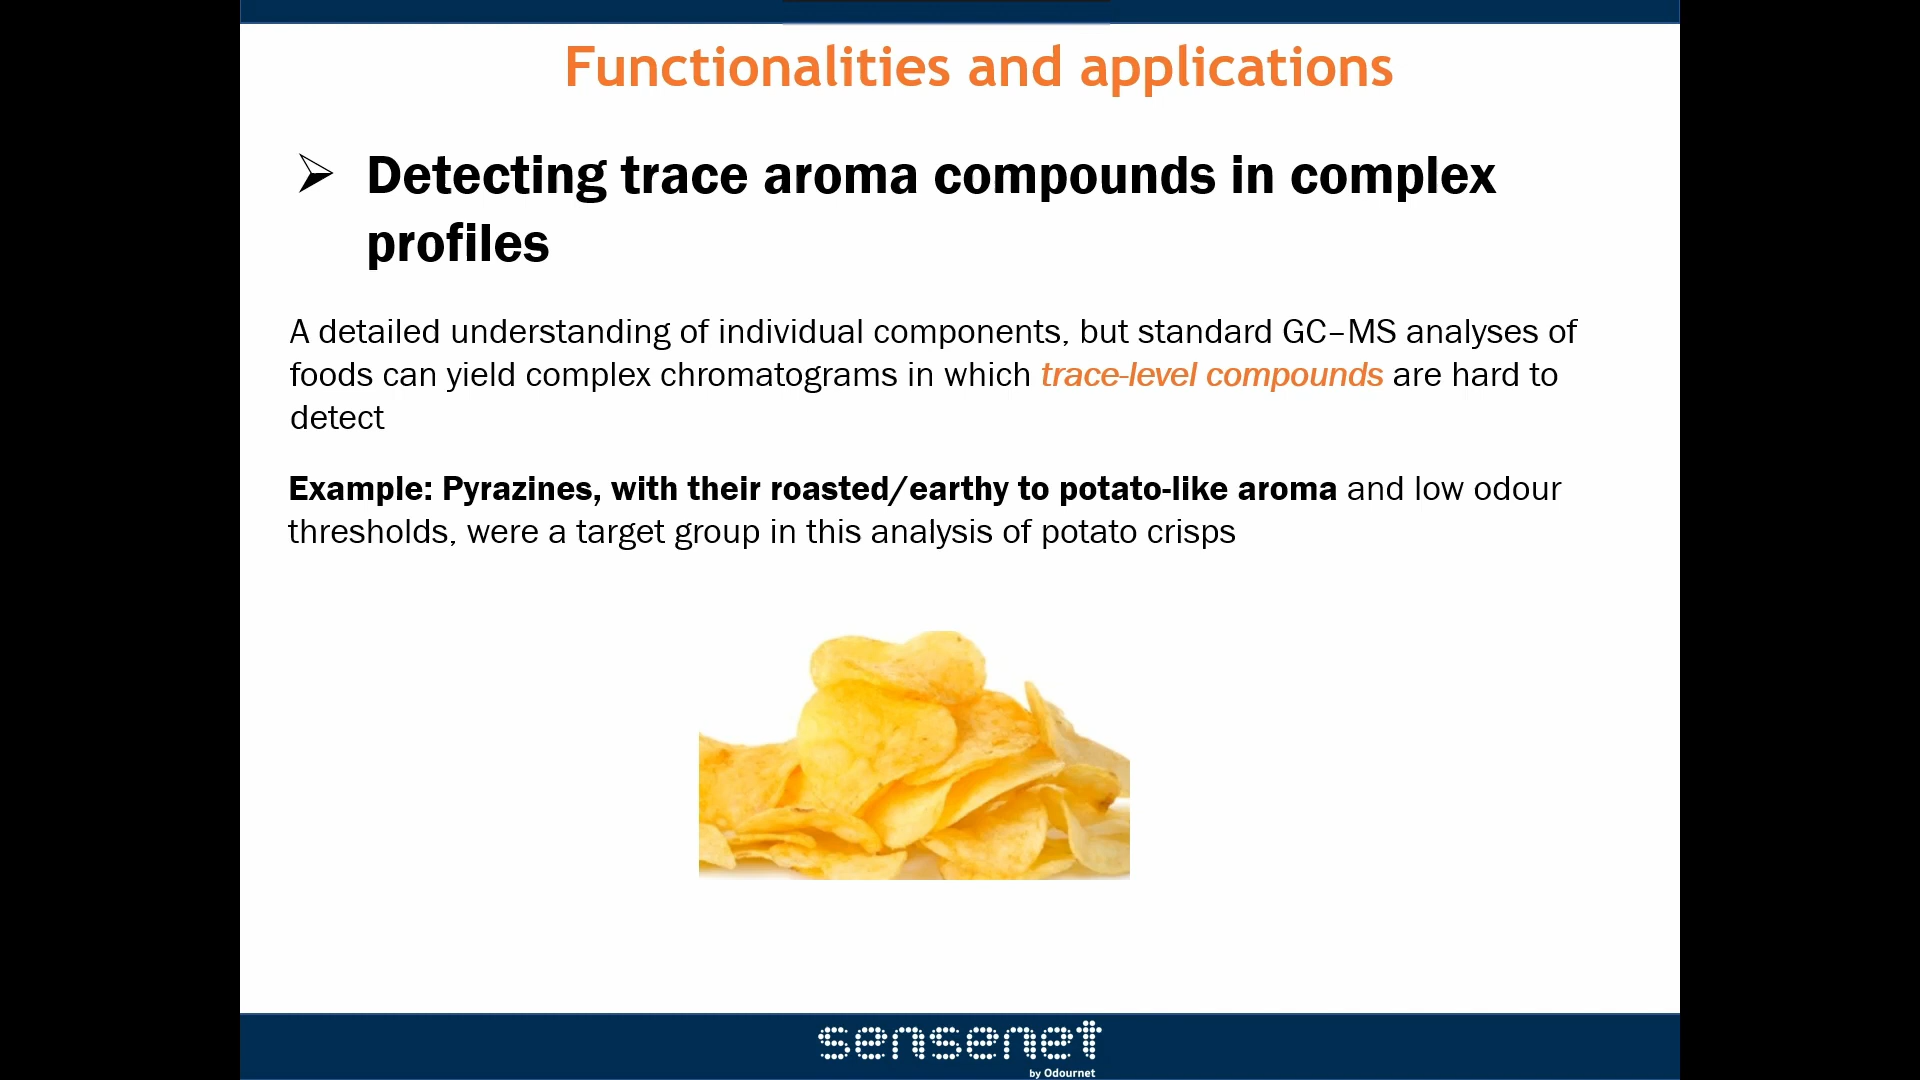 Functionalities and applications
Detecting trace aroma compounds in complex
profiles
A detailed understanding of individual components, but standard GC–MS analyses of
foods can yield complex chromatograms in which trace-level compounds are hard to
detect
Example: Pyrazines, with their roasted/earthy to potato-like aroma and low odour
thresholds, were a target group in this analysis of potato crisps
sensenet
by Odournet